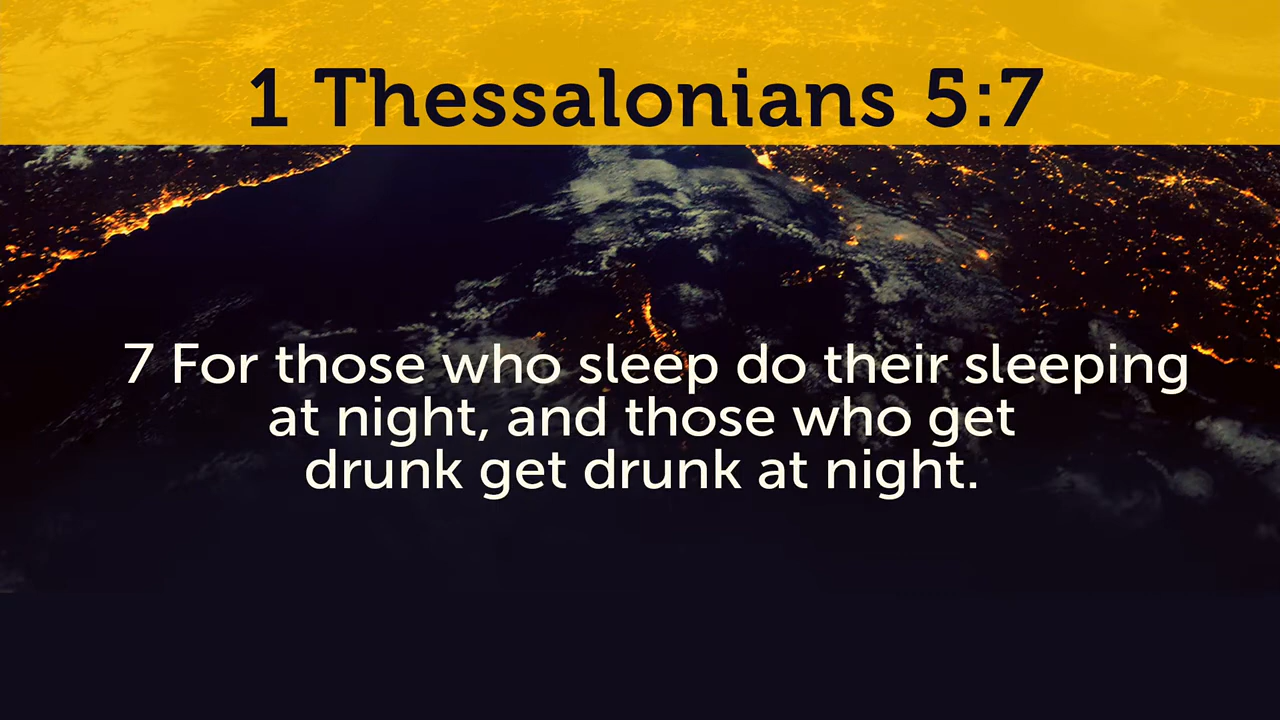 1 Thessalonians 5:7
7 For those who sleep do their sleeping
at night, and those who get
drunk get drunk at night.